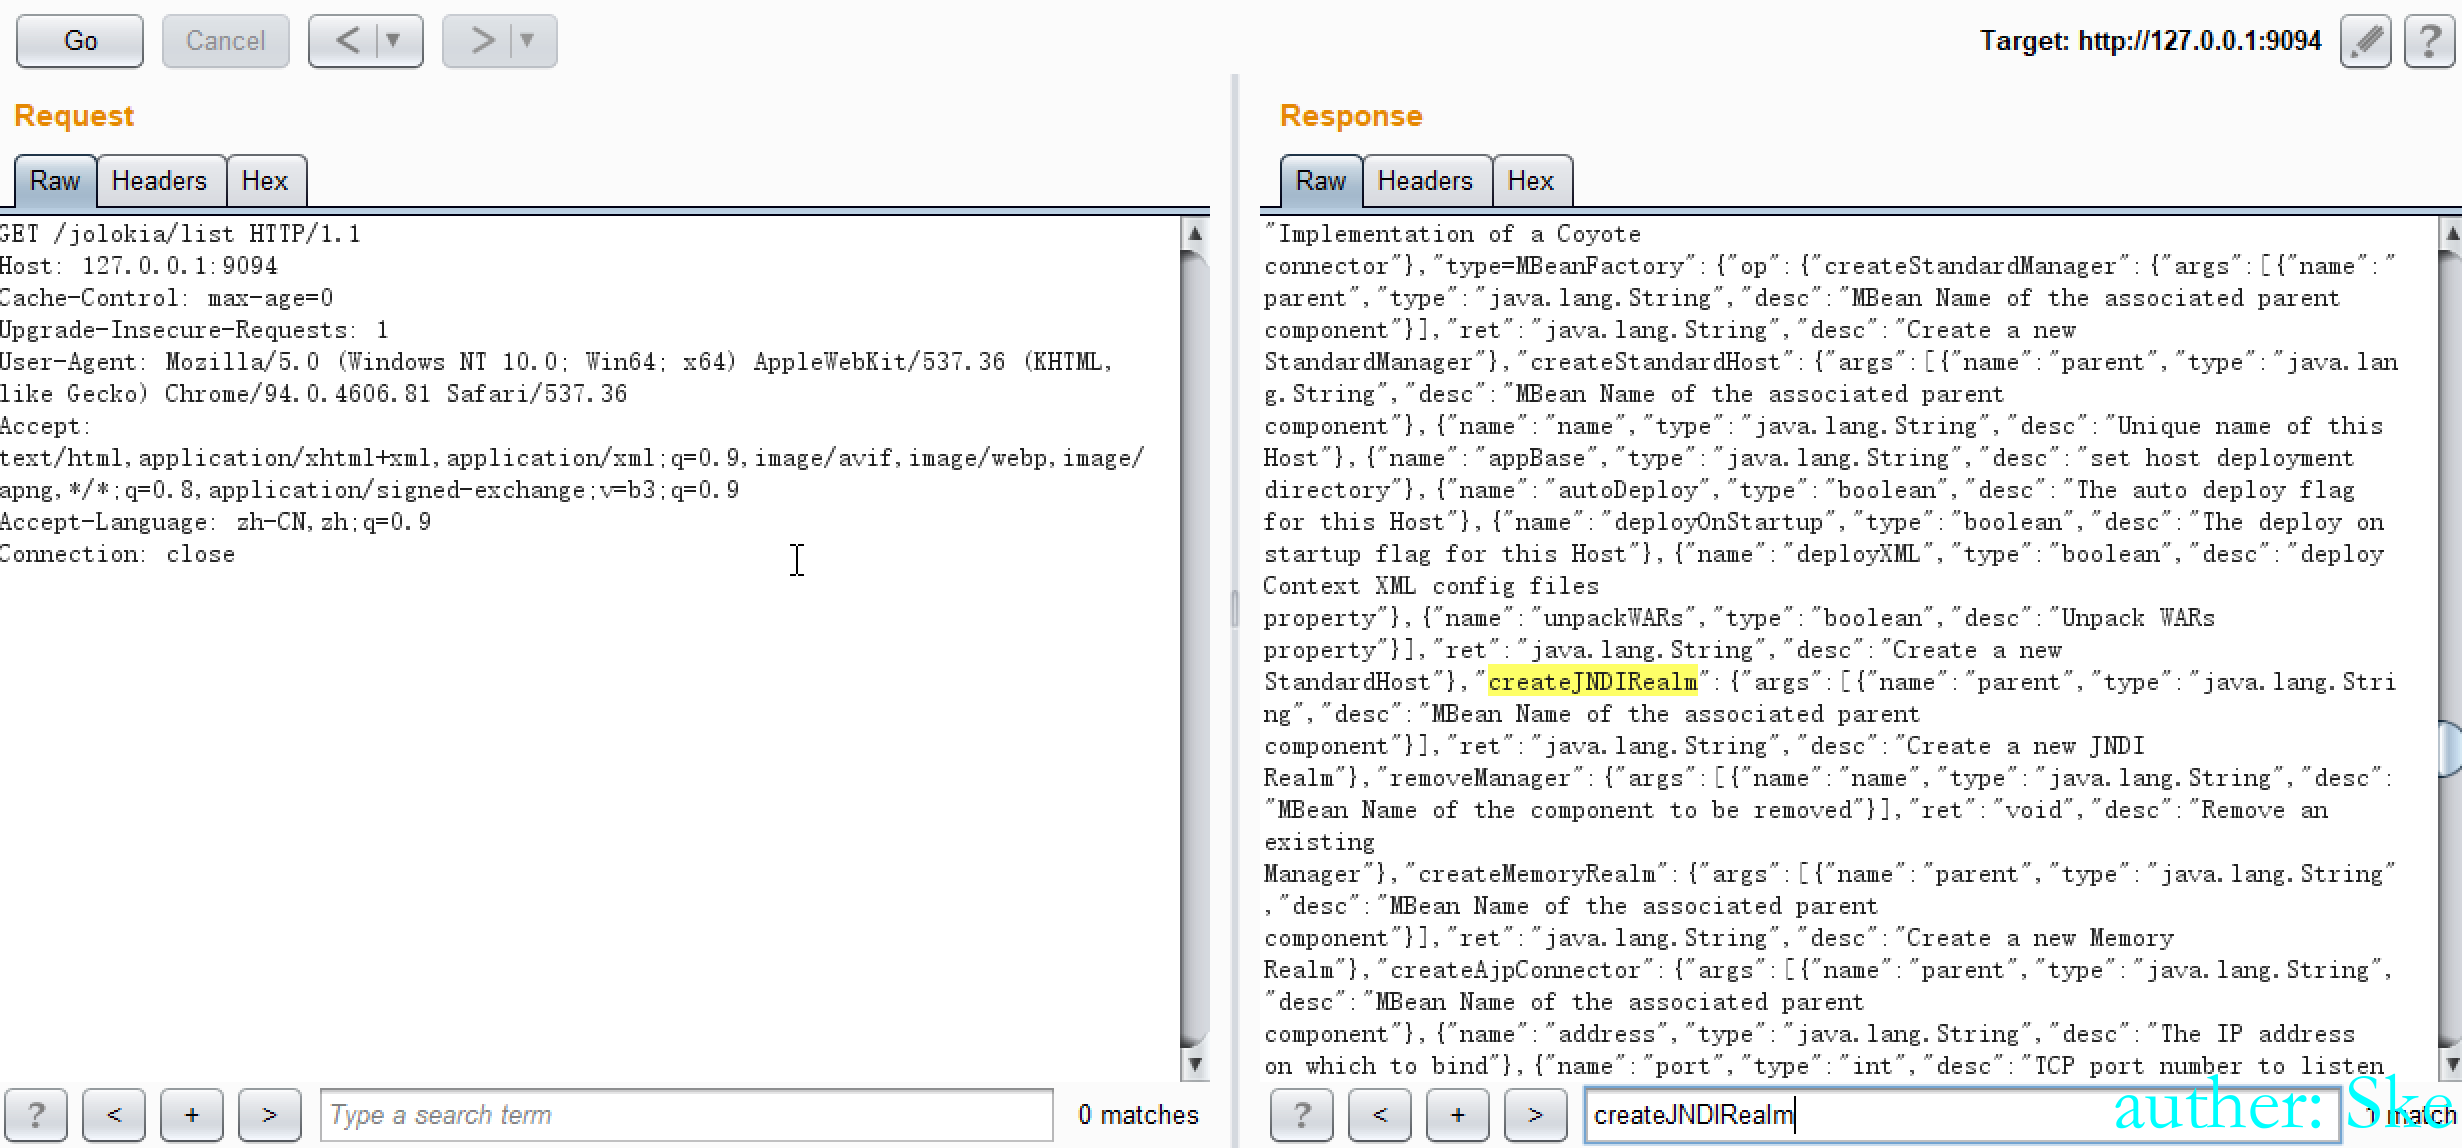 Go
Cancel
<
>
Target: http://127.0.0.1:9094
?
Request
Raw
Headers
Hex
GET /jolokia/list HTTP/1.1
Host: 127.0.0.1:9094
Cache-Control: max-age=0
Upgrade-Insecure-Requests: 1
User-Agent: Mozilla/5.0 (Windows NT 10.0; Win64; x64) AppleWebKit/537.36 (KHTML,
like Gecko) Chrome/94.0.4606.81 Safari/537.36
Accept:
text/html,application/xhtml+xml,application/xml;q=0.9,image/avif,image/webp,image/
apng,*/*;q=0.8,application/signed-exchange;v=b3;q=0.9
Accept-Language: zh-CN,zh;q=0.9
Connection: close
?
<
+
>
Type a search term
0 matches
Response
Raw
Headers
Hex
"Implementation of a Coyote
connector"},"type=MBeanFactory":{"op":{"createStandardManager":{"args":[{"name":"
parent","type":"java.lang.String","desc":"MBean Name of the associated parent
component"}],"ret":"java.lang.String","desc":"Create a new
StandardManager"},"createStandardHost":{"args":[{"name":"parent","type":"java.lan
g.String","desc":"MBean Name of the associated parent
component"},{"name":"name","type":"java.lang.String","desc":"Unique name of this
Host"},{"name":"appBase","type":"java.lang.String","desc":"set host deployment
directory"},{"name":"autoDeploy","type":"boolean","desc":"The auto deploy flag
for this Host"},{"name":"deployOnStartup","type":"boolean","desc":"The deploy on
startup flag for this Host"},{"name":"deployXML","type":"boolean","desc":"deploy
Context XML config files
property"},{"name":"unpackWARs","type":"boolean","desc":"Unpack WARs
property"}],"ret":"java.lang.String","desc":"Create a new
StandardHost"},"createJNDIRealm":{"args":[{"name":"parent","type":"java.lang.Stri
ng","desc":"MBean Name of the associated parent
component"}],"ret":"java.lang.String","desc":"Create a new JNDI
Realm"},"removeManager":{"args":[{"name":"name","type":"java.lang.String","desc":
"MBean Name of the component to be removed"}],"ret":"void","desc":"Remove an
existing
Manager"},"createMemoryRealm":{"args":[{"name":"parent","type":"java.lang.String"
,"desc":"MBean Name of the associated parent
component"}],"ret":"java.lang.String","desc":"Create a new Memory
Realm"},"createAjpConnector":{"args":[{"name":"parent","type":"java.lang.String",
"desc":"MBean Name of the associated parent
component"},{"name":"address","type":"java.lang.String","desc":"The IP address
on which to bind"},{"name":"port","type":"int","desc":"TCP port number to listen
?
<
+
>
createJNDIRealm
1 match
auther: Ske